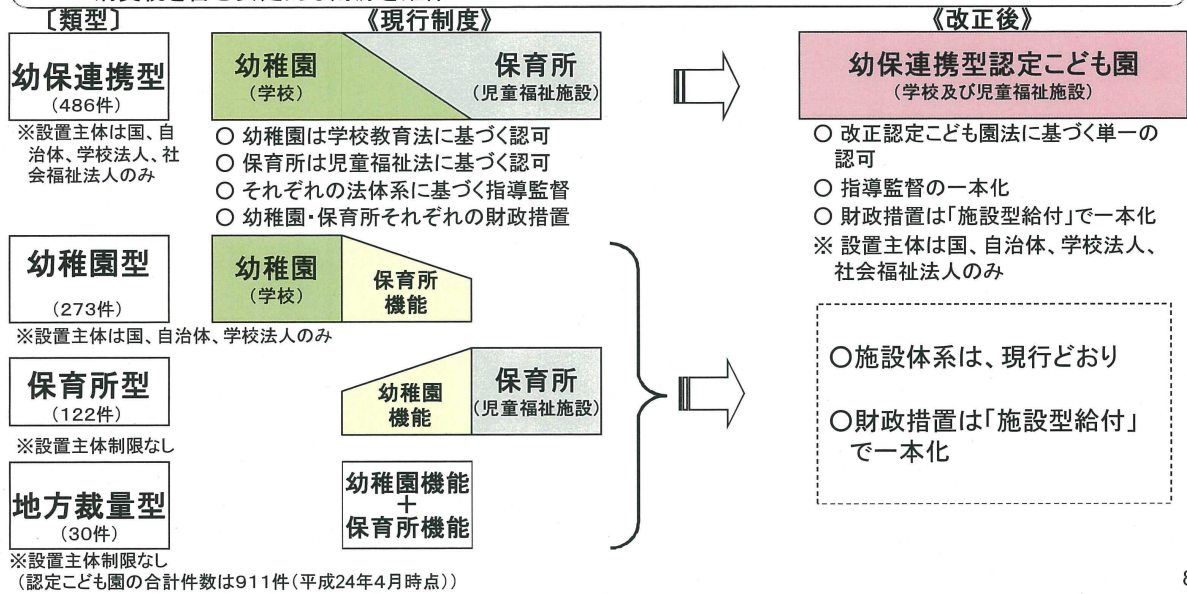 〔類型〕
《現行制度》
《改正後》
幼保連携型
(486件)
※設置主体は国、自
治体、学校法人、社
会福祉法人のみ
幼稚園
(学校)
保育所
(児童福祉施設)
○ 幼稚園は学校教育法に基づく認可
○ 保育所は児童福祉法に基づく認可
○ それぞれの法体系に基づく指導監督
○ 幼稚園・保育所それぞれの財政措置
幼保連携型認定こども園
(学校及び児童福祉施設)
○ 改正認定こども園法に基づく単一の
認可
○ 指導監督の一本化
○ 財政措置は「施設型給付」で一本化
※ 設置主体は国、自治体、学校法人、
社会福祉法人のみ
幼稚園型
(273件)
※設置主体は国、自治体、学校法人のみ
幼稚園
(学校)
保育所
機能
保育所型
(122件)
※設置主体制限なし
幼稚園
機能
保育所
(児童福祉施設)
地方裁量型
(30件)
※設置主体制限なし
幼稚園機能
+
保育所機能
○施設体系は、現行どおり
○財政措置は「施設型給付」
で一本化
(認定こども園の合計件数は911件(平成24年4月時点))